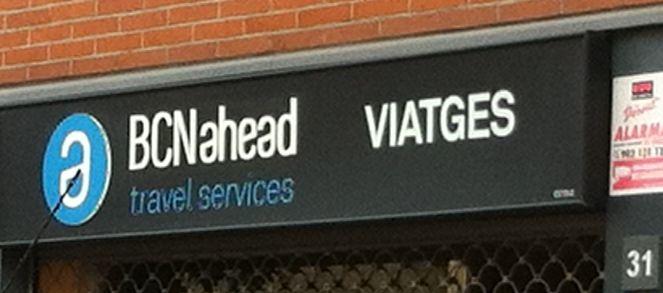 a BCNahead
travel services
VIATGES
ALARM
31